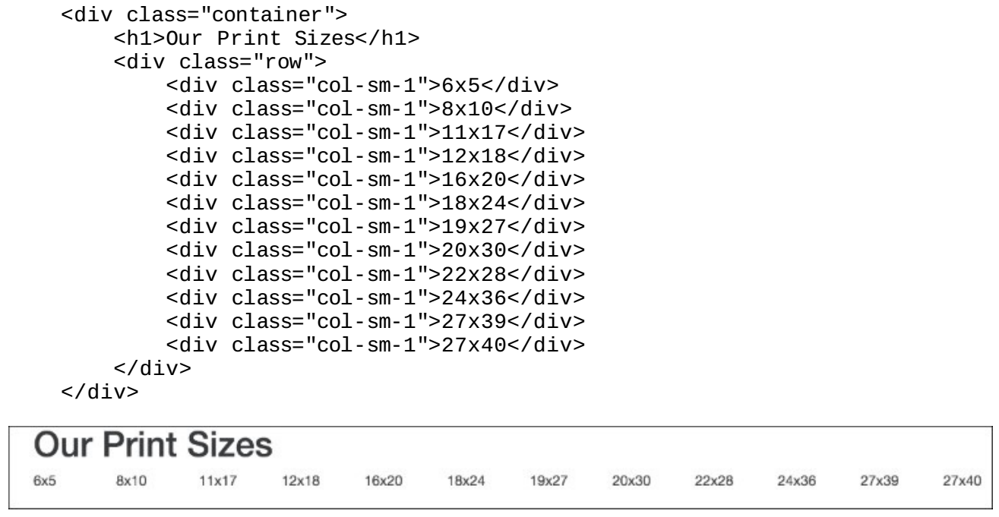 <div class="container">
<h1>Our Print Sizes</h1>
<div class="row">
<div class="col-sm-1">6x5</div>
<div class="col-sm-1">8x10</div>
<div class="col-sm-1">11x17</div>
<div class="col-sm-1">12x18</div>
<div class="col-sm-1">16x20</div>
<div class="col-sm-1">18x24</div>
<div class="col-sm-1">19x27</div>
<div class="col-sm-1">20x30</div>
<div class="col-sm-1">22x28</div>
<div class="col-sm-1">24x36</div>
<div class="col-sm-1">27x39</div>
<div class="col-sm-1">27x40</div>
</div>
</div>
Our Print Sizes
6x5 8x10 11x17 12x18 16x20 18x24 19x27 20x30 22x28 24x36 27x39 27x40